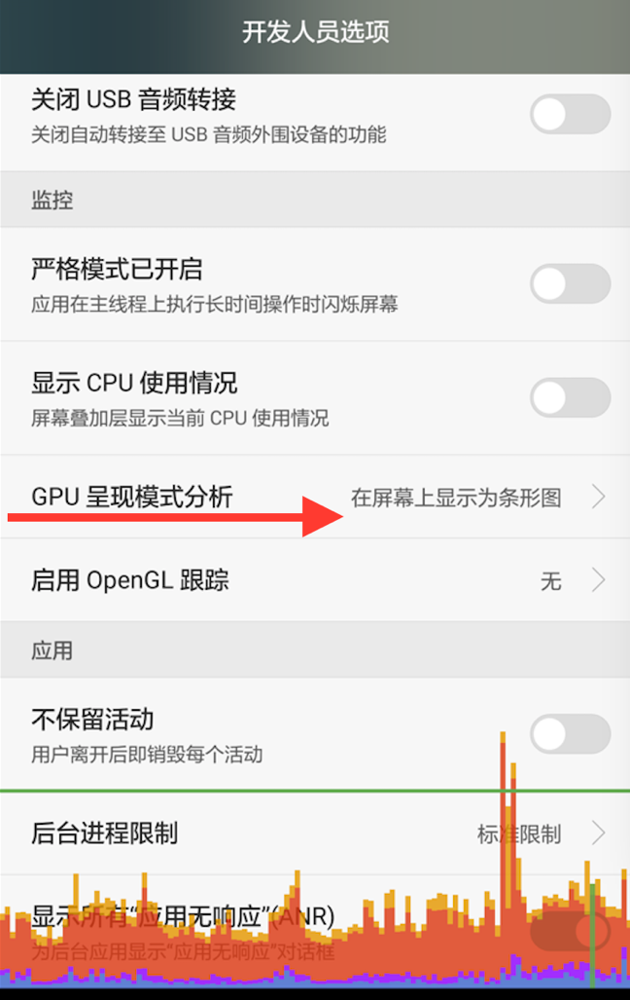 开发人员选项
关闭 USB 音频转接
关闭自动转接至 USB 音频外围设备的功能
监控
严格模式已开启
应用在主线程上执行长时间操作时闪烁屏幕
显示 CPU 使用情况
屏幕叠加层显示当前 CPU 使用情况
GPU 呈现模式分析 在屏幕上显示为条形图
启用 OpenGL 跟踪 无
应用
不保留活动
用户离开后即销毁每个活动
后台进程限制 标准限制
显示所有“应用无响应”(ANR)
为后台应用显示“应用无响应”对话框